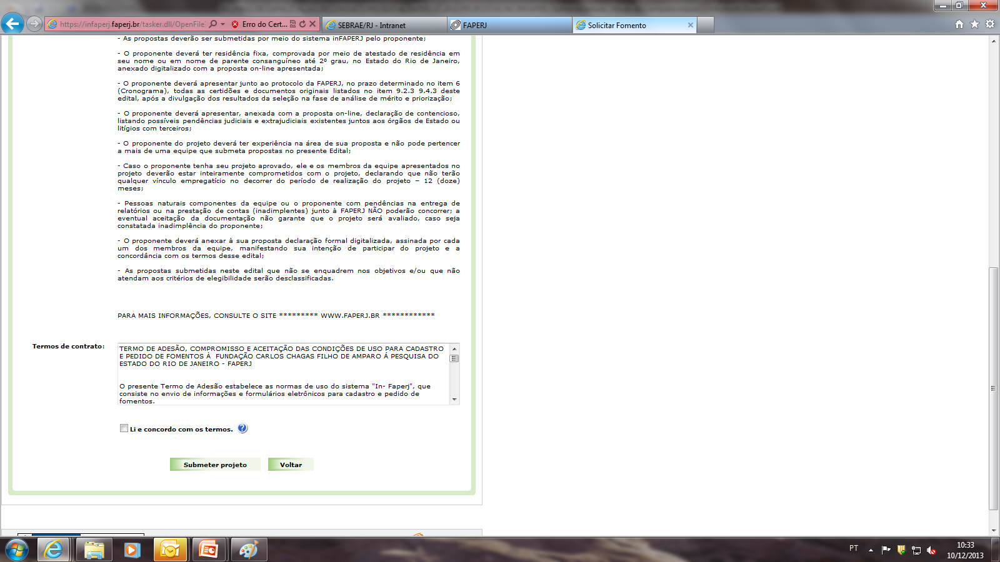 https://infaperj.faperj.br/tasker.dll/OpenFile
Erro do Cert...
SEBRAE/RJ - Intranet
FAPERJ
Solicitar Fomento
- As propostas deverão ser submetidas por meio do sistema inFAPERJ pelo proponente;
- O proponente deverá ter residência fixa, comprovada por meio de atestado de residência em
seu nome ou em nome de parente consanguíneo até 2º grau, no Estado do Rio de Janeiro,
anexado digitalizado com a proposta on-line apresentada;
- O proponente deverá apresentar junto ao protocolo da FAPERJ, no prazo determinado no item 6
(Cronograma), todas as certidões e documentos originais listados no item 9.2.3 9.4.3 deste
edital, após a divulgação dos resultados da seleção na fase de análise de mérito e priorização;
- O proponente deverá apresentar, anexada com a proposta on-line, declaração de contencioso,
listando possíveis pendências judiciais e extrajudiciais existentes juntos aos órgãos de Estado ou
litígios com terceiros;
- O proponente do projeto deverá ter experiência na área de sua proposta e não pode pertencer
a mais de uma equipe que submeta propostas no presente Edital;
- Caso o proponente tenha seu projeto aprovado, ele e os membros da equipe apresentados no
projeto deverão estar inteiramente comprometidos com o projeto, declarando que não terão
qualquer vínculo empregatício no decorrer do período de realização do projeto – 12 (doze)
meses;
- Pessoas naturais componentes da equipe ou o proponente com pendências na entrega de
relatórios ou na prestação de contas (inadimplentes) junto à FAPERJ NÃO poderão concorrer; a
eventual aceitação da documentação não garante que o projeto será avaliado, caso seja
constatada inadimplência do proponente;
- O proponente deverá anexar à sua proposta declaração formal digitalizada, assinada por cada
um dos membros da equipe, manifestando sua intenção de participar do projeto e a
concordância com os termos desse edital;
- As propostas submetidas neste edital que não se enquadrem nos objetivos e/ou que não
atendam aos critérios de elegibilidade serão desclassificadas.
PARA MAIS INFORMAÇÕES, CONSULTE O SITE ********* WWW.FAPERJ.BR ************
Termos de contrato:
TERMO DE ADESÃO, COMPROMISSO E ACEITAÇÃO DAS CONDIÇÕES DE USO PARA CADASTRO
E PEDIDO DE FOMENTOS À  FUNDAÇÃO CARLOS CHAGAS FILHO DE AMPARO Á PESQUISA DO
ESTADO DO RIO DE JANEIRO - FAPERJ
O presente Termo de Adesão estabelece as normas de uso do sistema "In- Faperj", que
consiste no envio de informações e formulários eletrônicos para cadastro e pedido de
fomentos.
Li e concordo com os termos.
Submeter projeto
Voltar
PT
10:33
10/12/2013